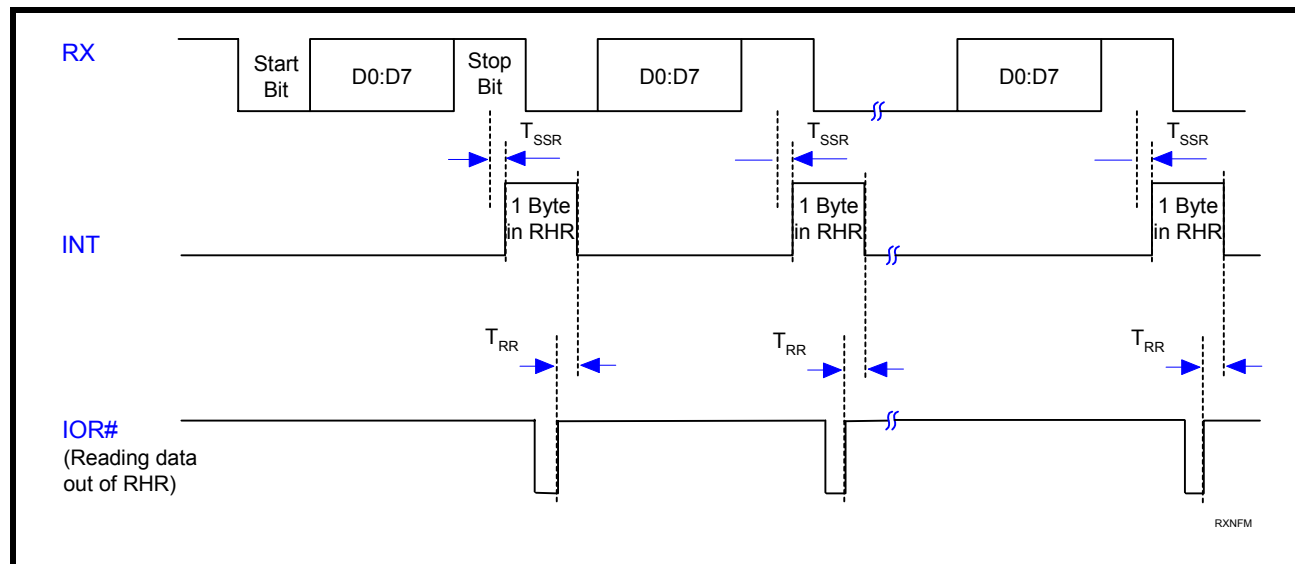 RX
Start
Bit
D0:D7
Stop
Bit
D0:D7
D0:D7
TSSR
TSSR
TSSR
1 Byte
in RHR
1 Byte
in RHR
1 Byte
in RHR
INT
TRR
TRR
TRR
IOR#
(Reading data
out of RHR)
RXNFM